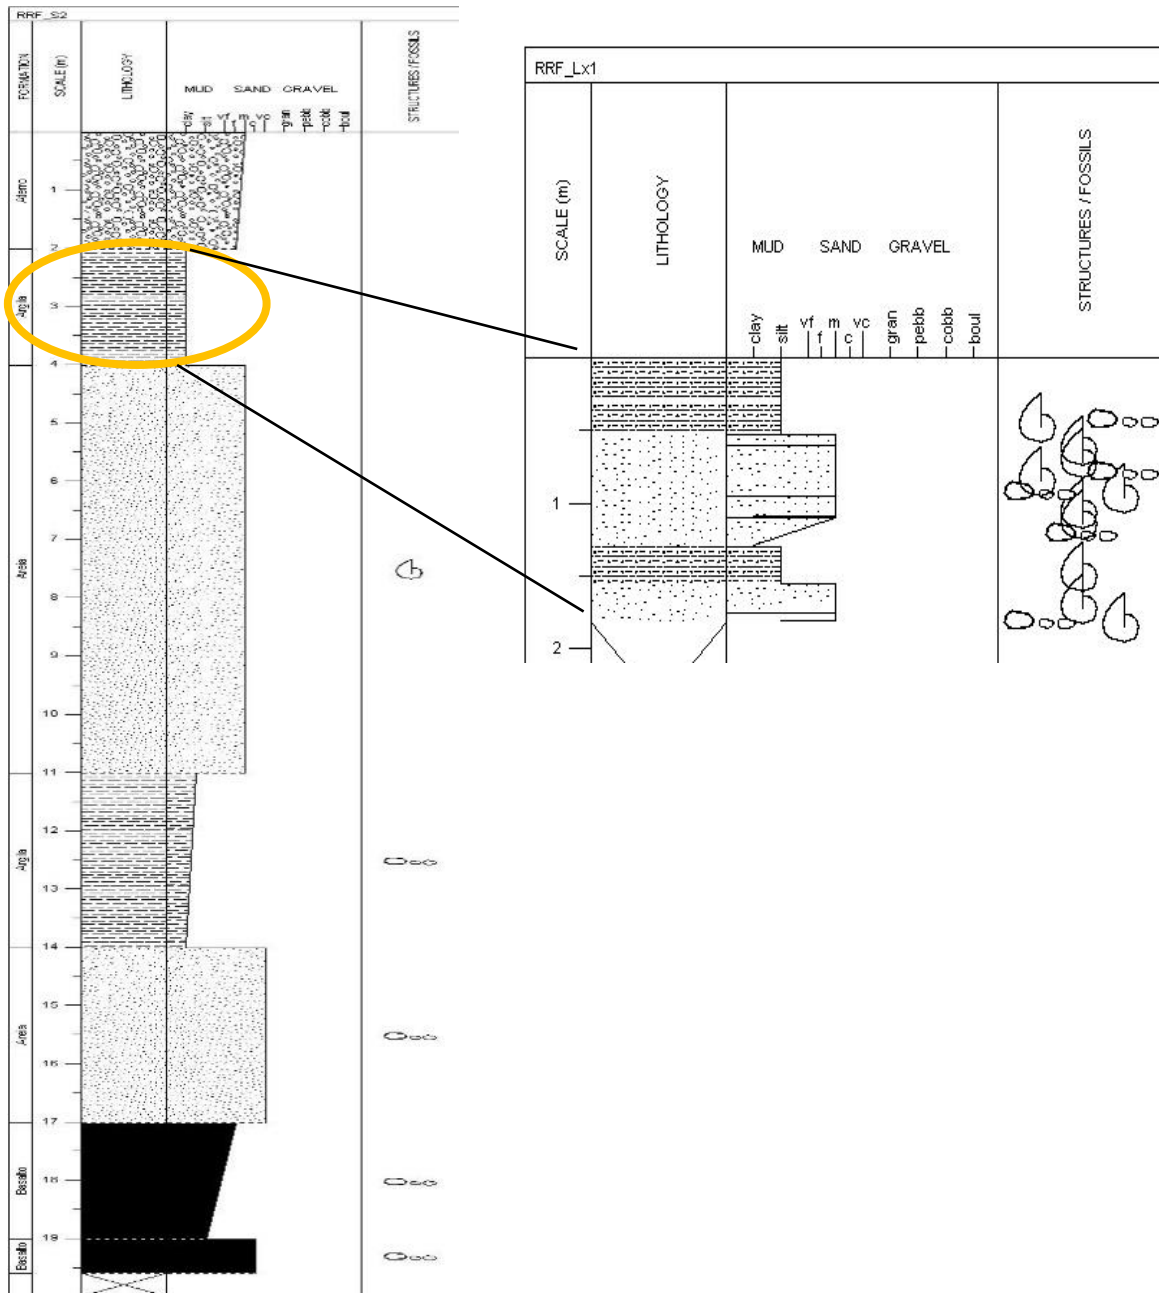 RRF_S2
FORMATION
SCALE (m)
LITHOLOGY
MUD SAND GRAVEL
clay silt vf f m c vc gran pebb cobb boul
STRUCTURES / FOSSILS
Aterro
1
2
Argila
3
4
5
6
7
Areia
8
9
10
11
12
Argila
13
14
15
Areia
16
17
Basalto
18
19
Basalto
RRF_Lx1
SCALE (m)
LITHOLOGY
MUD SAND GRAVEL
clay silt vf f m c vc gran pebb cobb boul
STRUCTURES / FOSSILS
1
2